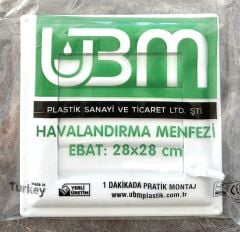 UBM
PLASTİK SANAYİ VE TİCARET LTD. ŞTİ.
HAVALANDIRMA MENFEZİ
EBAT: 28x28 cm
made in
Turkey
YERLİ
ÜRETİM
1 DAKİKADA PRATİK MONTAJ
www.ubmplastik.com.tr